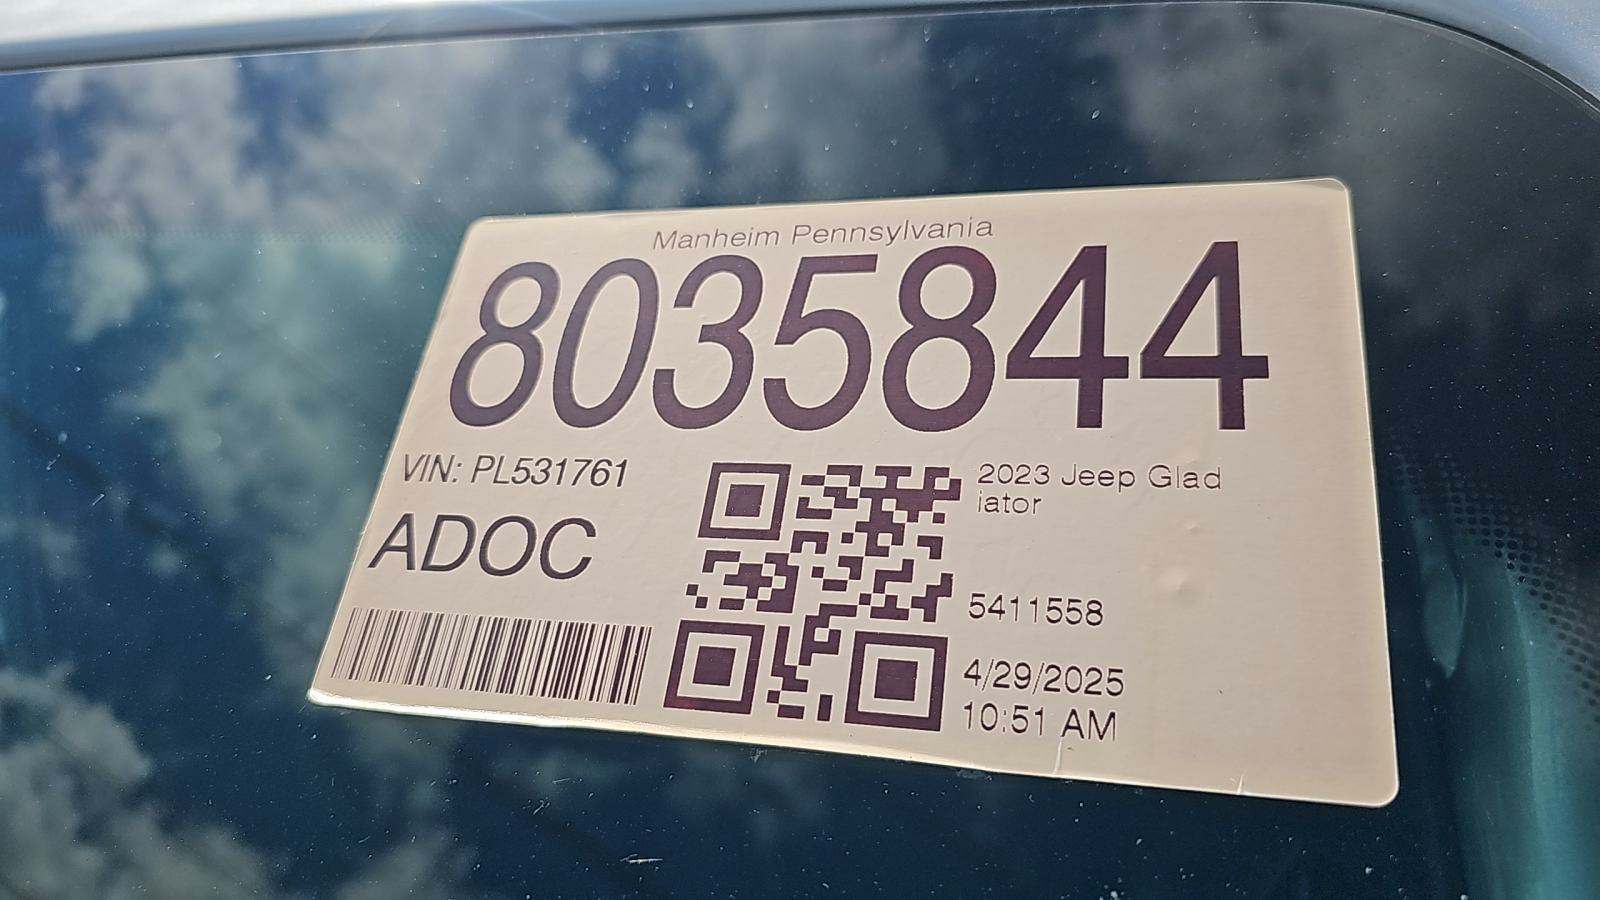 Manheim Pennsylvania
8035844
VIN: PL531761
ADOC
2023 Jeep Glad
iator
5411558
4/29/2025
10:51 AM